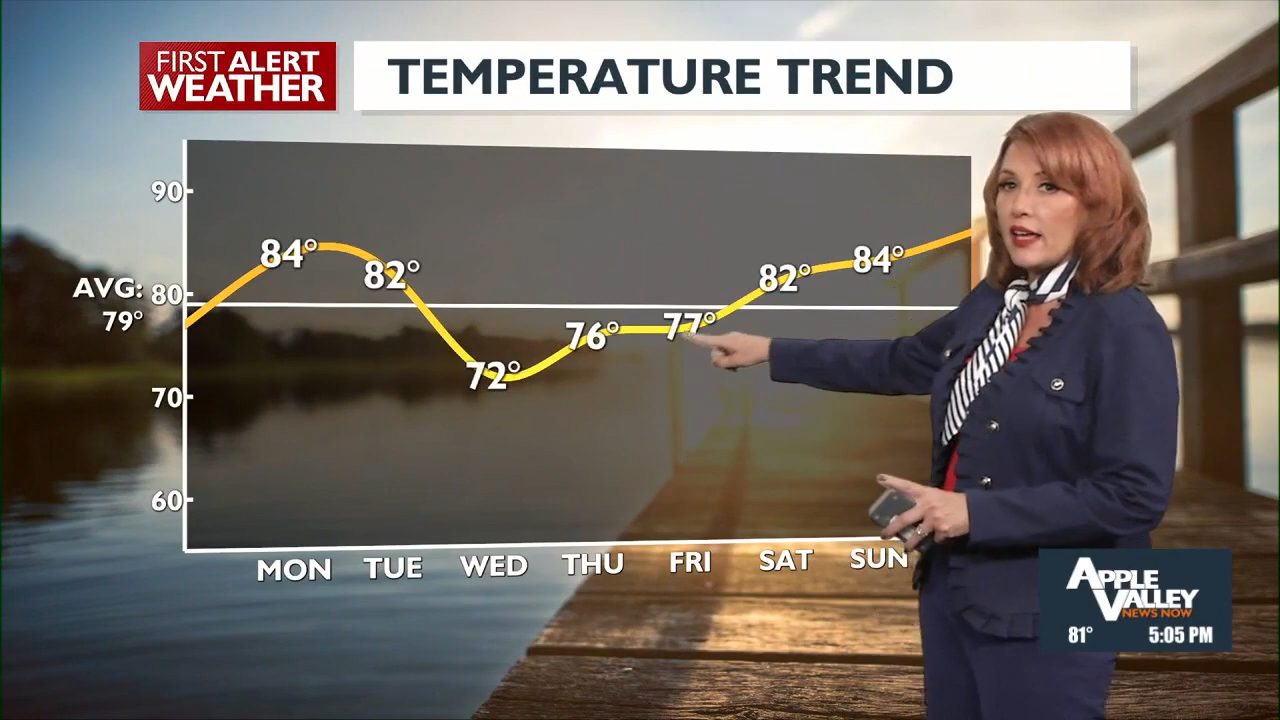 FIRST ALERT
WEATHER
TEMPERATURE TREND
90
84°
82°
72°
76°
77°
82°
84°
AVG:
79°
80
70
60
MON TUE WED THU FRI SAT SUN
APPLE
VALLEY
NEWS NOW
81° 5:05 PM